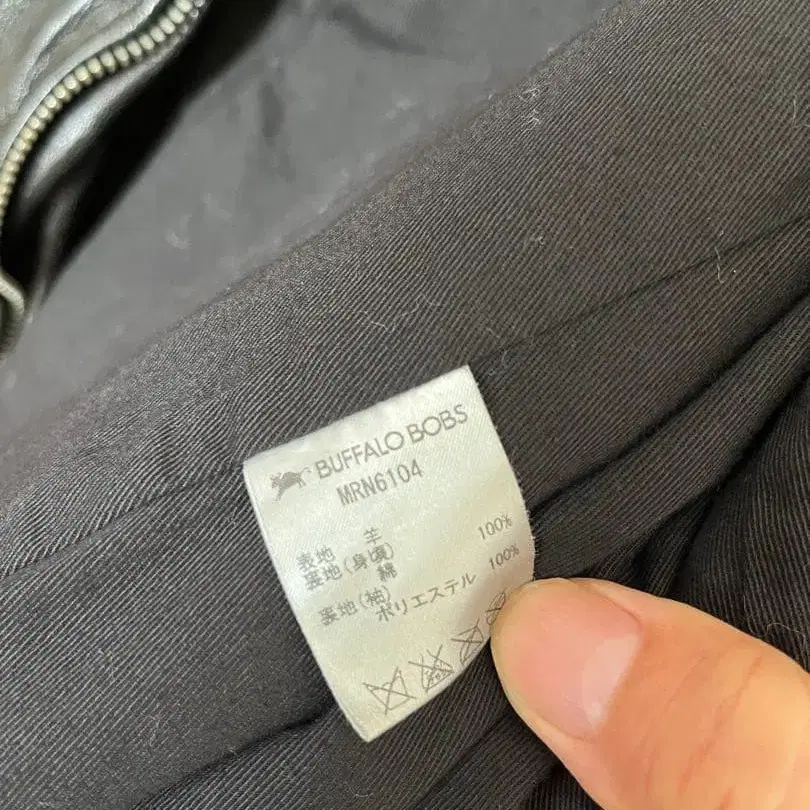 BUFFALO BOBS
MRN6104
表地 羊 100%
裏地(身頃)
綿 100%
裏地(袖)
ポリエステル